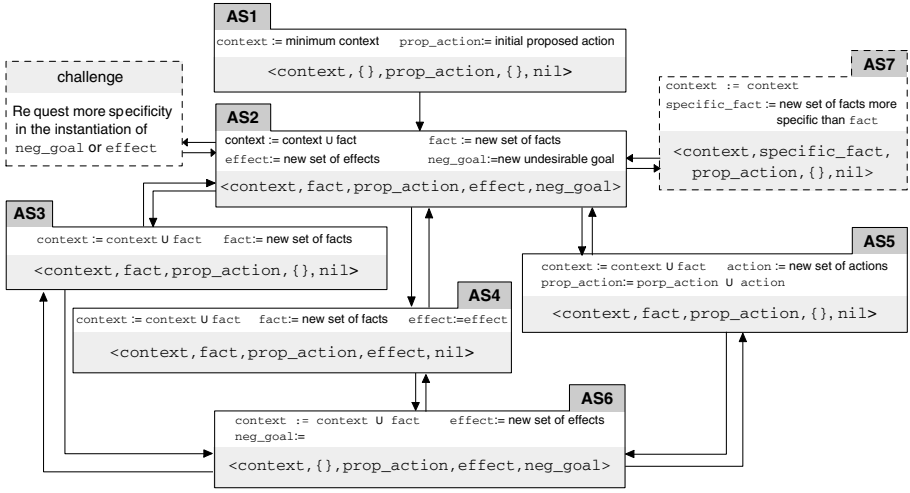 AS1
context := minimum context prop_action:= initial proposed action
<context,{},prop_action,{},nil>
challenge
Re quest more specificity
in the instantiation of
neg_goal or effect
AS7
context := context
specific_fact := new set of facts more
specific than fact
<context,specific_fact,
prop_action,{},nil>
AS2
context := context ∪ fact fact := new set of facts
effect:= new set of effects neg_goal:=new undesirable goal
<context,fact,prop_action,effect,neg_goal>
AS3
context := context ∪ fact fact:= new set of facts
<context,fact,prop_action,{},nil>
AS5
context := context ∪ fact action := new set of actions
prop_action:= porp_action ∪ action
<context,fact,prop_action,{},nil>
AS4
context := context ∪ fact fact:= new set of facts effect:=effect
<context,fact,prop_action,effect,nil>
AS6
context := context ∪ fact effect:= new set of effects
neg_goal:=
<context,{},prop_action,effect,neg_goal>